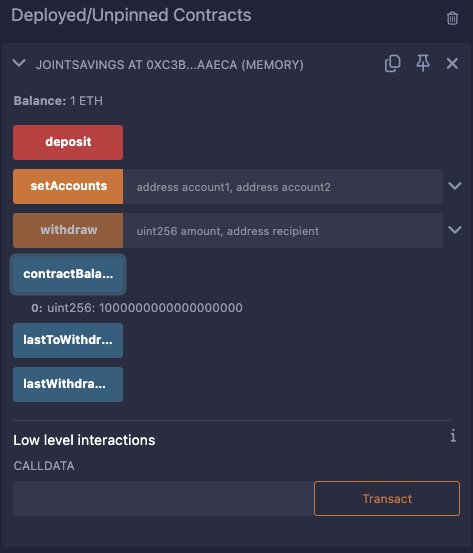 Deployed/Unpinned Contracts
JOINTSAVINGS AT 0XC3B...AAECA (MEMORY)
Balance: 1 ETH
deposit
setAccounts address account1, address account2
withdraw uint256 amount, address recipient
contractBala...
0: uint256: 1000000000000000000
lastToWithdr...
lastWithdra...
Low level interactions
i
CALLDATA
Transact